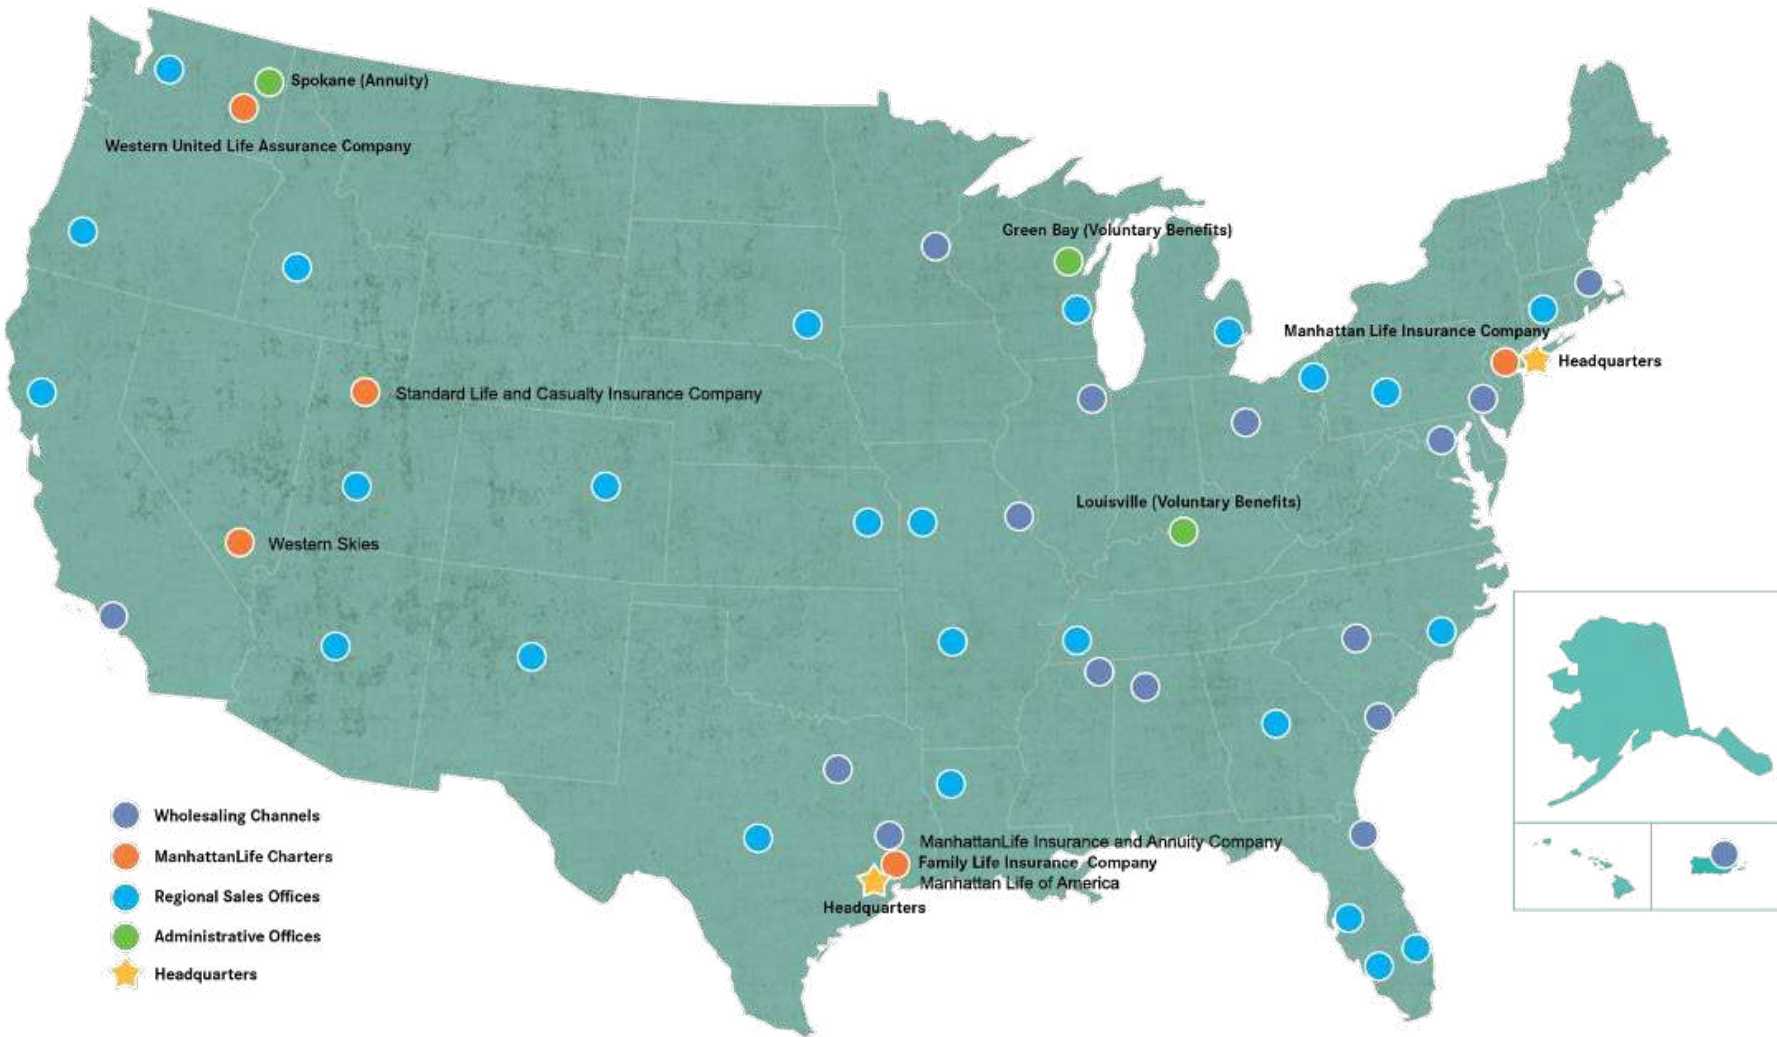 Spokane (Annuity)
Western United Life Assurance Company
Green Bay (Voluntary Benefits)
Manhattan Life Insurance Company
Headquarters
Standard Life and Casualty Insurance Company
Louisville (Voluntary Benefits)
Western Skies
Wholesaling Channels
ManhattanLife Charters
Regional Sales Offices
Administrative Offices
Headquarters
ManhattanLife Insurance and Annuity Company
Family Life Insurance Company
Manhattan Life of America
Headquarters